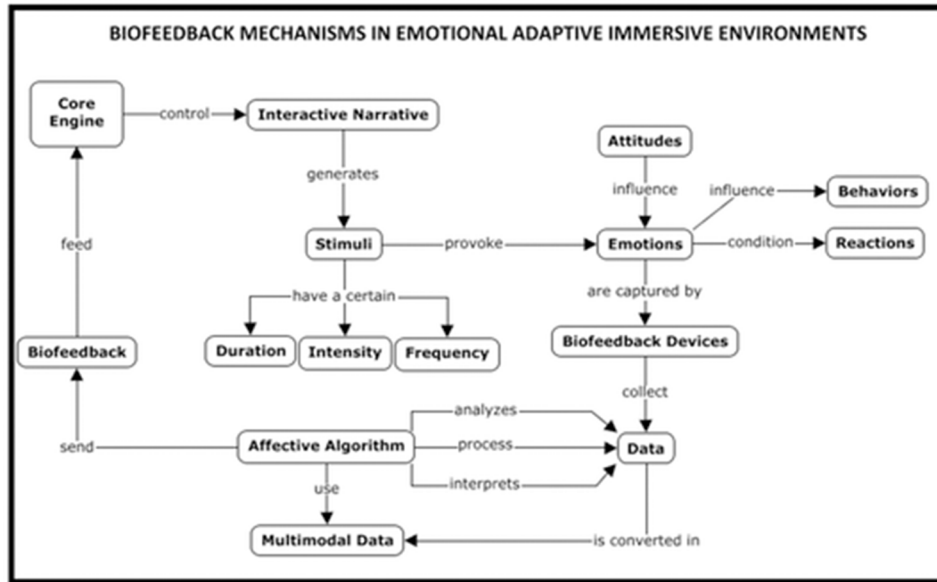 BIOFEEDBACK MECHANISMS IN EMOTIONAL ADAPTIVE IMMERSIVE ENVIRONMENTS
Core
Engine
control
Interactive Narrative
Attitudes
generates
influence
influence
Behaviors
feed
Stimuli
provoke
Emotions
condition
Reactions
have a certain
are captured by
Biofeedback
Duration
Intensity
Frequency
Biofeedback Devices
collect
analyzes
send
Affective Algorithm
process
Data
use
interprets
Multimodal Data
is converted in